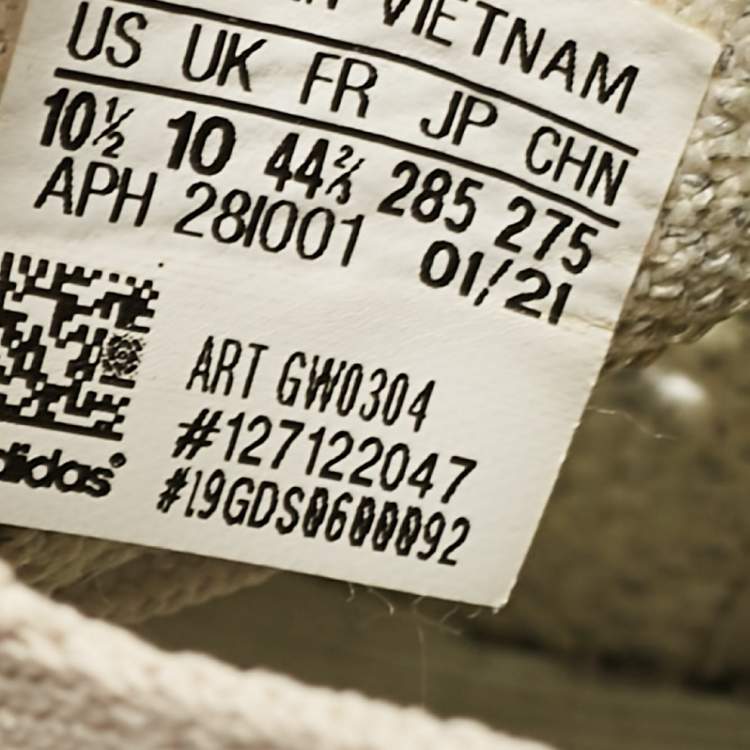 VIETNAM
US UK FR JP CHN
10½ 10 44⅔ 285 275
APH 281001 01/21
ART GW0304
#127122047
#19GDS0600092
adidas®